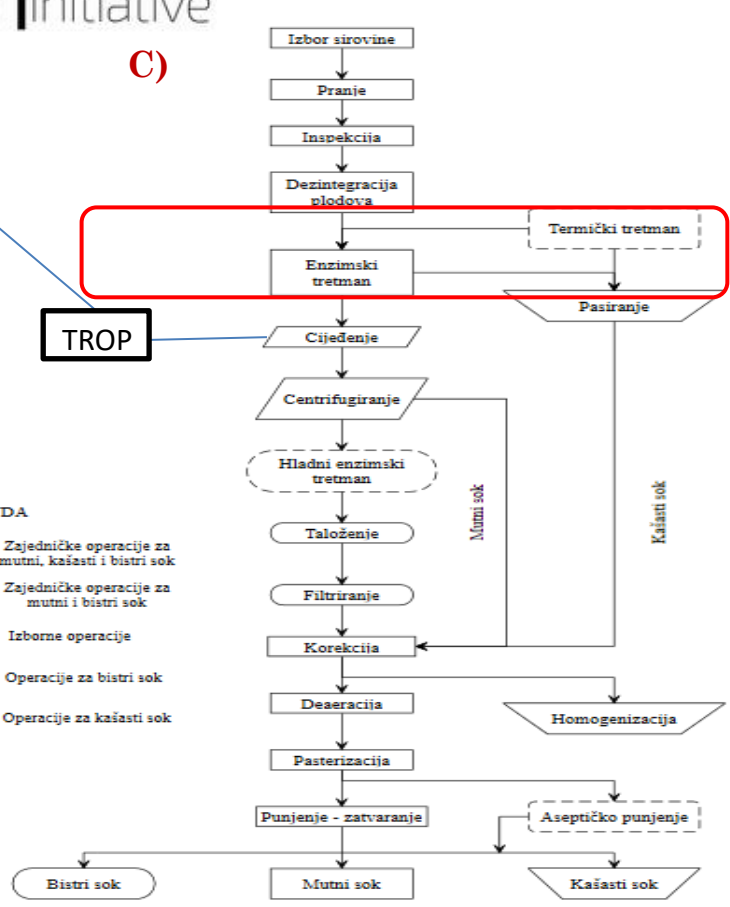 Initiative
C)
Izbor sirovine
Pranje
Inspekcija
Dezintegracija
plodova
Termički tretman
Enzimski
tretman
Pasiranje
TROP
Cijeđenje
Centrifugiranje
Hladni enzimski
tretman
Mutni sok
Kašasti sok
Taloženje
DA
Zajedničke operacije za
mutni, kašasti i bistri sok
Zajedničke operacije za
mutni i bistri sok
Filtriranje
Izborne operacije
Korekcija
Operacije za bistri sok
Deaeracija
Operacije za kašasti sok
Homogenizacija
Pasterizacija
Punjenje - zatvaranje
Aseptičko punjenje
Bistri sok
Mutni sok
Kašasti sok